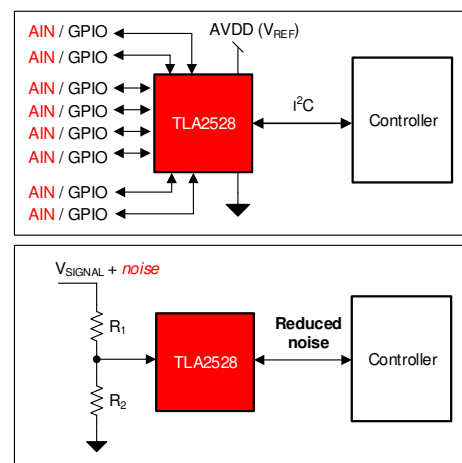 AIN / GPIO
AVDD (VREF)
AIN / GPIO
AIN / GPIO
AIN / GPIO
AIN / GPIO
AIN / GPIO
AIN / GPIO
AIN / GPIO
TLA2528
I²C
Controller
VSIGNAL + noise
R1
R2
TLA2528
Reduced
noise
Controller